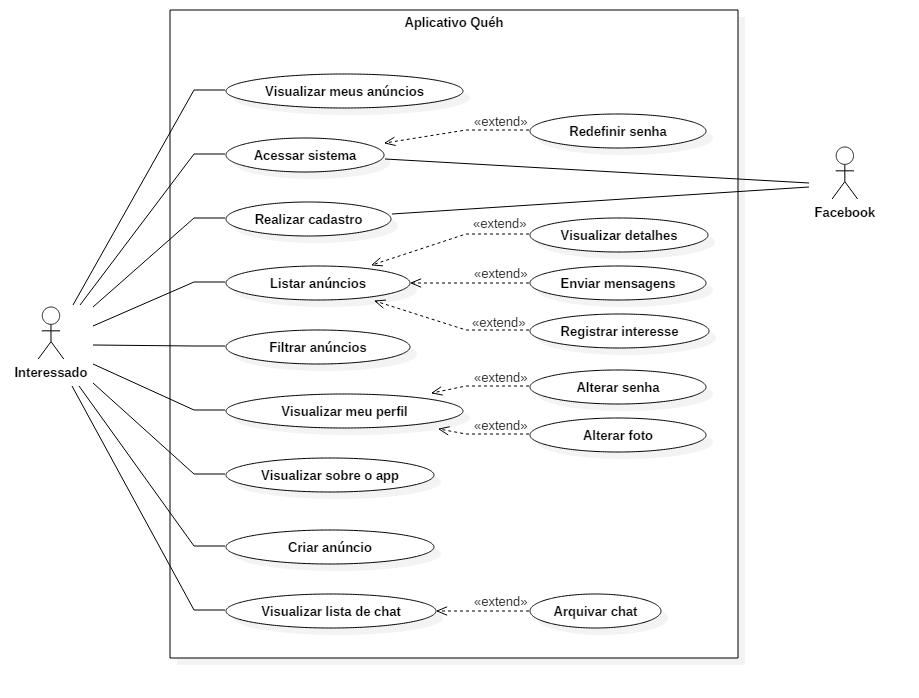 Aplicativo Quéh
Visualizar meus anúncios
«extend»
Redefinir senha
Acessar sistema
Facebook
Realizar cadastro
«extend»
Visualizar detalhes
Listar anúncios
«extend»
Enviar mensagens
«extend»
Registrar interesse
Filtrar anúncios
Interessado
«extend»
Alterar senha
Visualizar meu perfil
«extend»
Alterar foto
Visualizar sobre o app
Criar anúncio
Visualizar lista de chat
«extend»
Arquivar chat